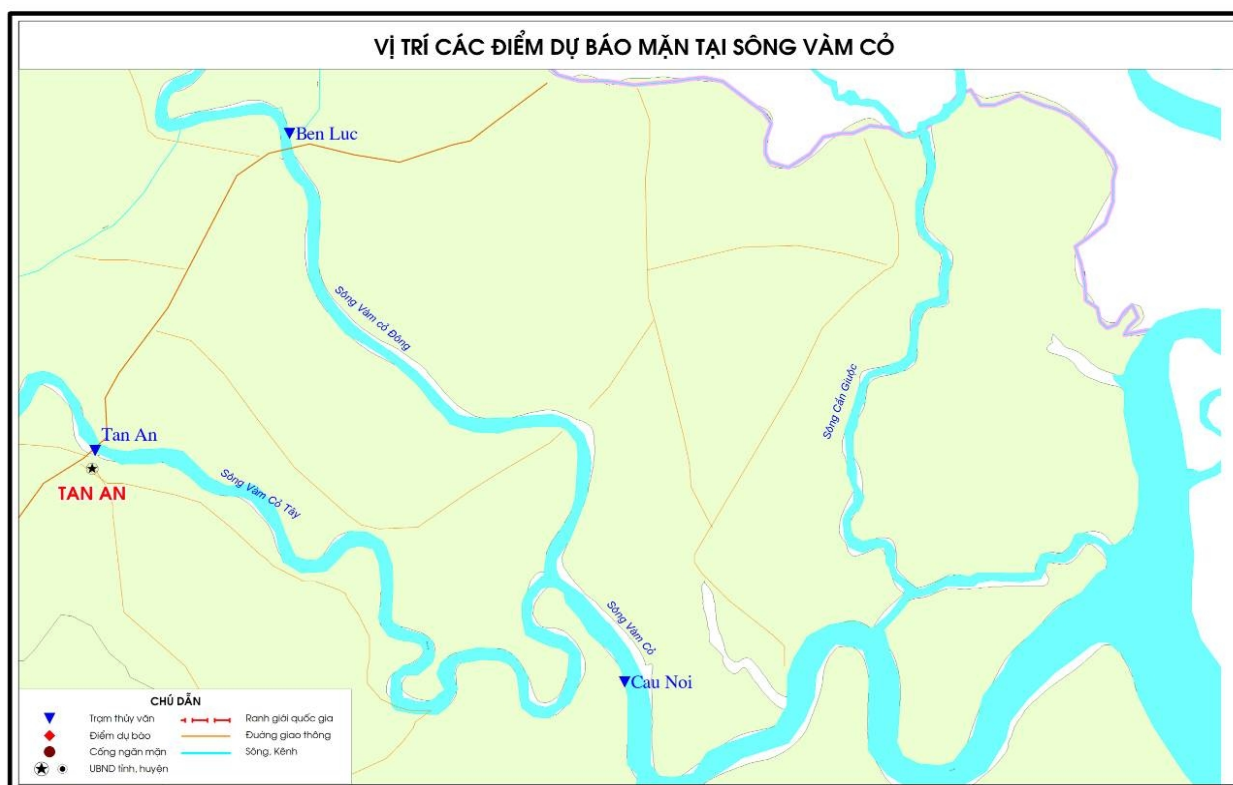 VỊ TRÍ CÁC ĐIỂM DỰ BÁO MẶN TẠI SÔNG VÀM CỎ
Ben Luc
Sông Vàm cỏ Đông
Sông Cần Giuộc
Tan An
TAN AN
Sông Vàm Cỏ Tây
Sông Vàm Cỏ
Cau Noi
CHÚ DẪN
Trạm thủy văn
Ranh giới quốc gia
Điểm dự báo
Đường giao thông
Cống ngăn mặn
Sông, Kênh
UBND tỉnh, huyện